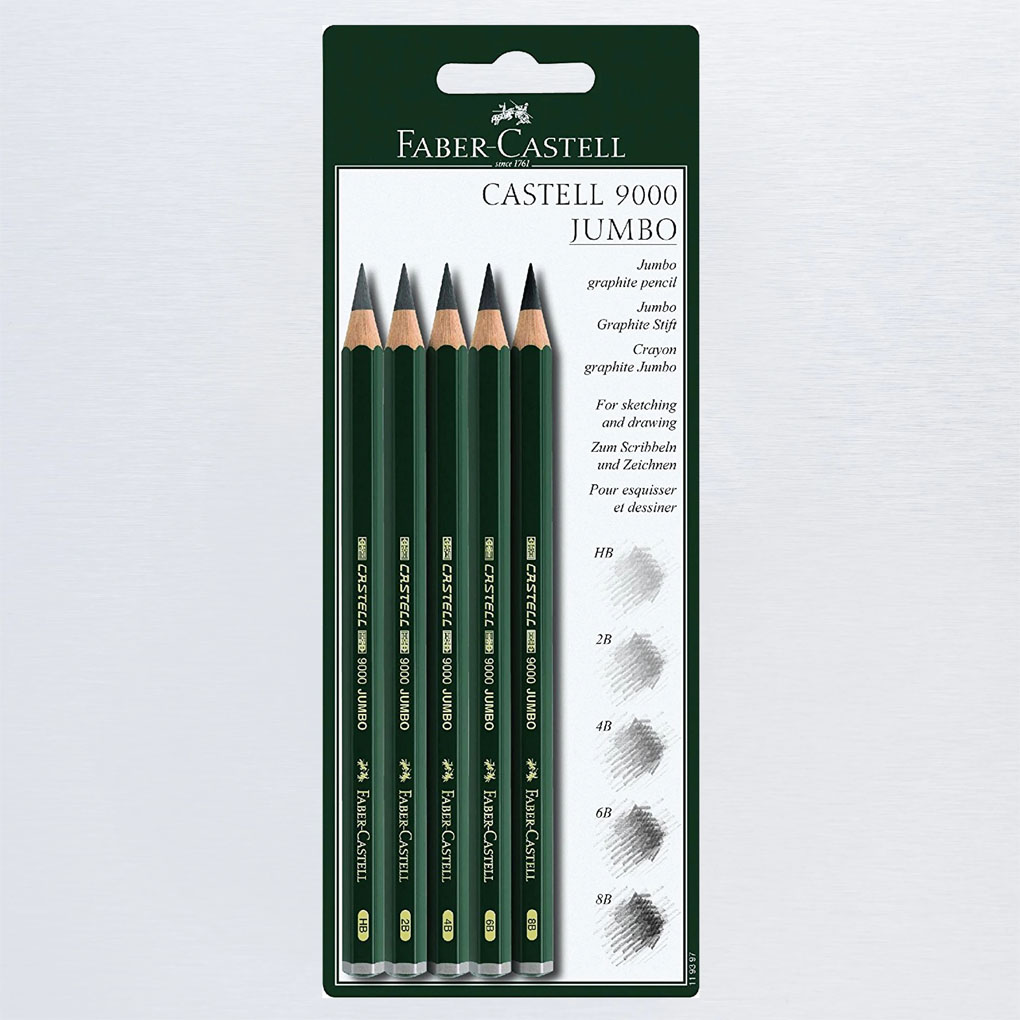 FABER-CASTELL
since 1761
CASTELL 9000
JUMBO
Jumbo
graphite pencil
Jumbo
Graphite Stift
Crayon
graphite Jumbo
For sketching
and drawing
Zum Scribbeln
und Zeichnen
Pour esquisser
et dessiner
HB
2B
4B
6B
8B
CASTELL 9000 JUMBO FABER-CASTELL HB
CASTELL 9000 JUMBO FABER-CASTELL 2B
CASTELL 9000 JUMBO FABER-CASTELL 4B
CASTELL 9000 JUMBO FABER-CASTELL 6B
CASTELL 9000 JUMBO FABER-CASTELL 8B
11 93 97